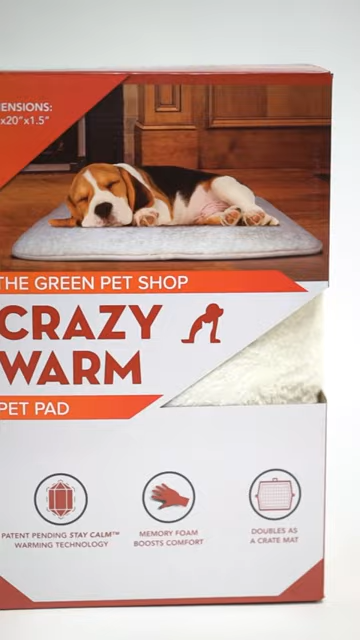 ENSIONS:
x20"x1.5"
THE GREEN PET SHOP
CRAZY
WARM
PET PAD
PATENT PENDING STAY CALM™
WARMING TECHNOLOGY
MEMORY FOAM
BOOSTS COMFORT
DOUBLES AS
A CRATE MAT